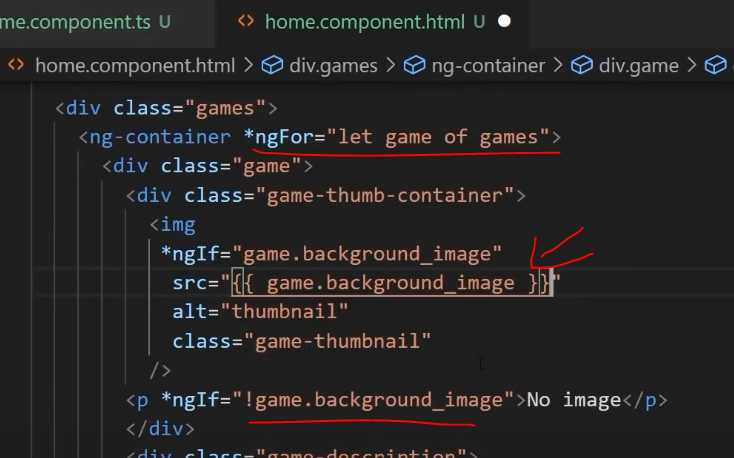 me.component.ts U <> home.component.html U
<> home.component.html > div.games > ng-container > div.game >
<div class="games">
<ng-container *ngFor="let game of games">
<div class="game">
<div class="game-thumb-container">
<img
*ngIf="game.background_image"
src="{{ game.background_image }}"
alt="thumbnail"
class="game-thumbnail"
/>
<p *ngIf="!game.background_image">No image</p>
</div>
<div class="game-description">